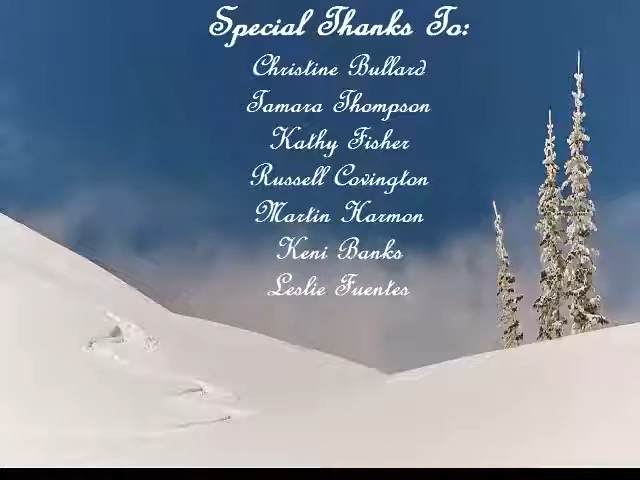 Special Thanks To:
Christine Bullard
Tamara Thompson
Kathy Fisher
Russell Covington
Martin Harmon
Keni Banks
Leslie Fuentes